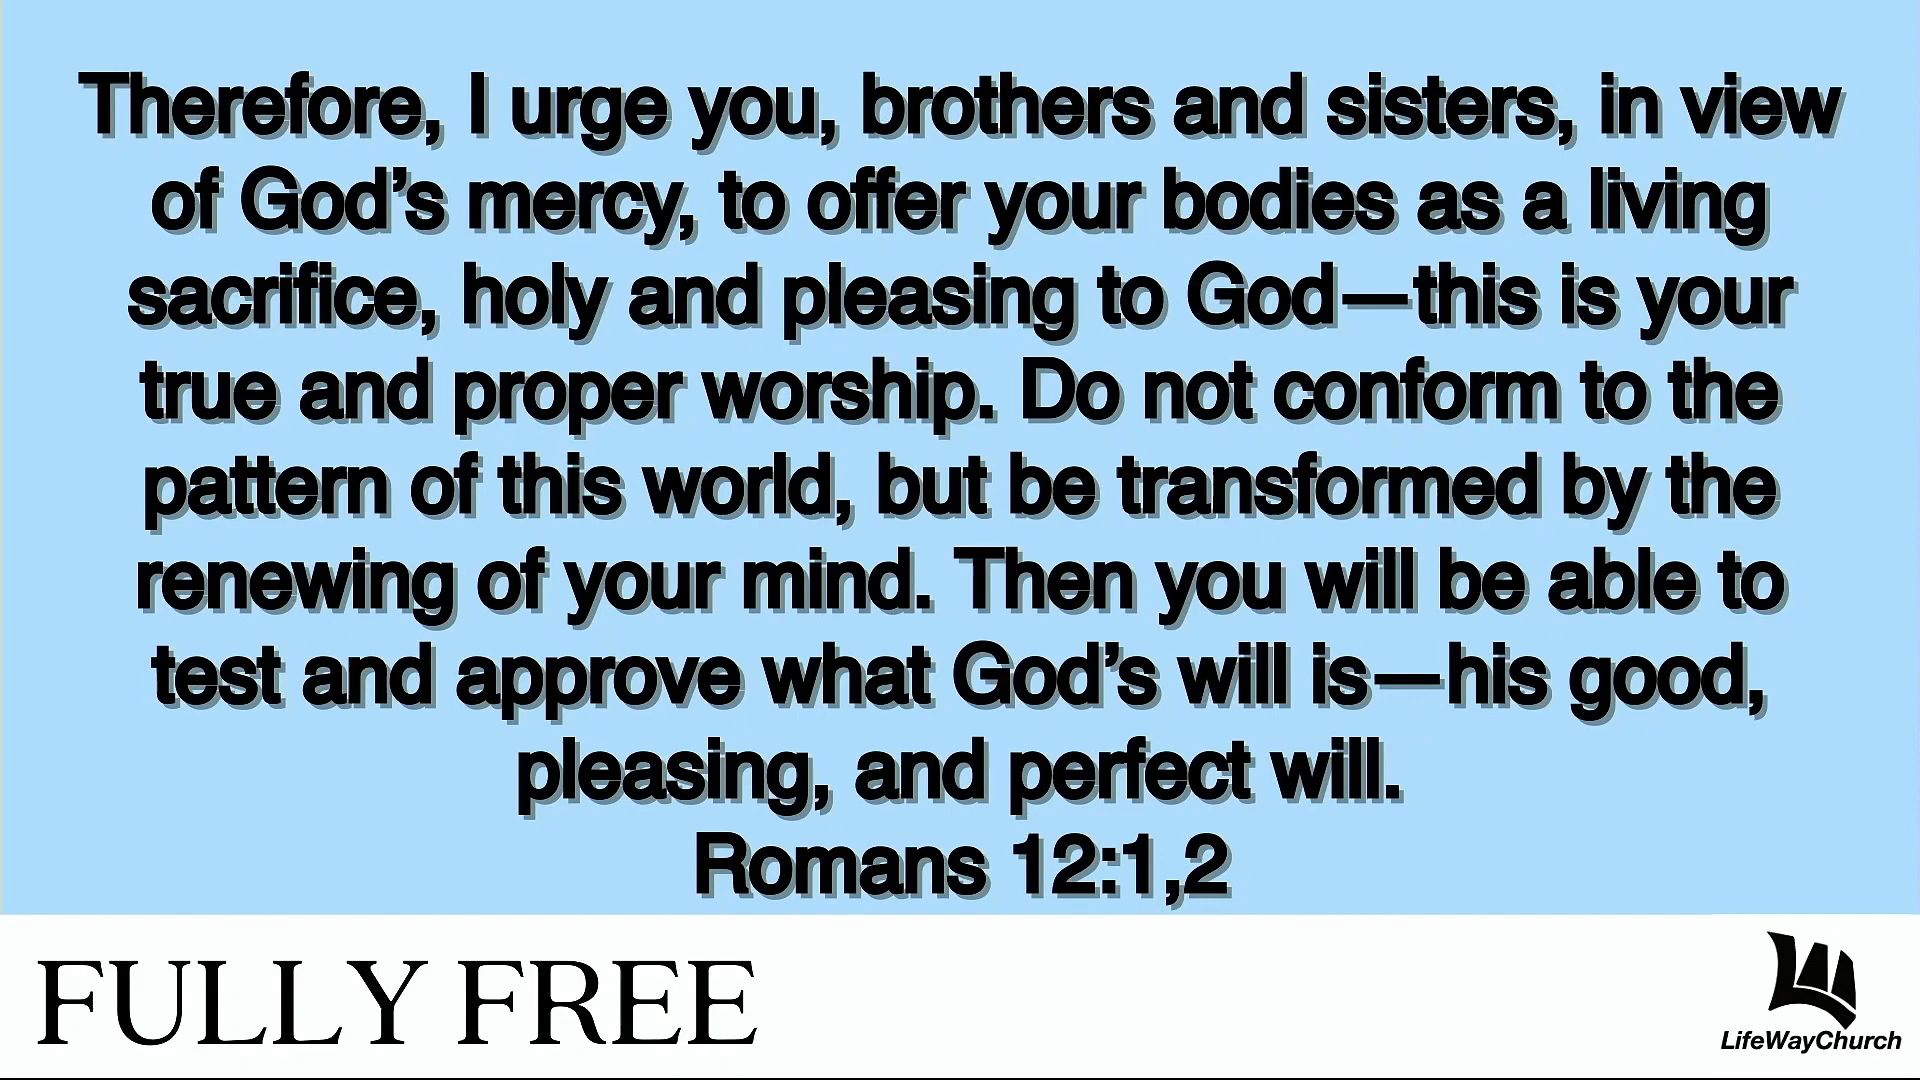 Therefore, I urge you, brothers and sisters, in view
of God’s mercy, to offer your bodies as a living
sacrifice, holy and pleasing to God—this is your
true and proper worship. Do not conform to the
pattern of this world, but be transformed by the
renewing of your mind. Then you will be able to
test and approve what God’s will is—his good,
pleasing, and perfect will.
Romans 12:1,2
FULLY FREE
LifeWayChurch